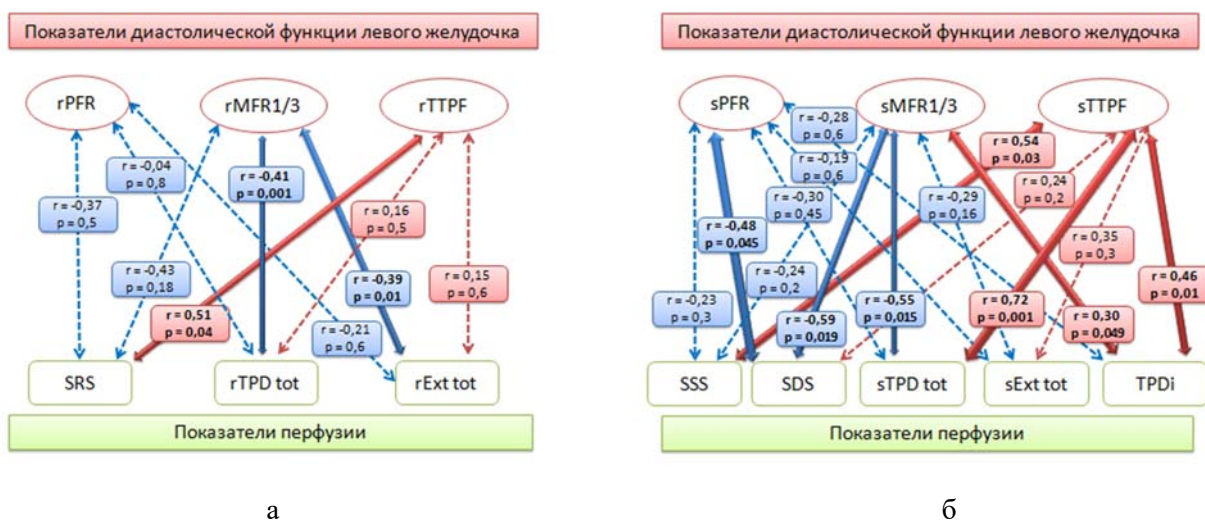 Показатели диастолической функции левого желудочка
rPFR
rMFR1/3
rTTPF
r = -0,04
p = 0,8
r = -0,41
p = 0,001
r = -0,37
p = 0,5
r = 0,16
p = 0,5
r = -0,43
p = 0,18
r = -0,39
p = 0,01
r = 0,15
p = 0,6
r = 0,51
p = 0,04
r = -0,21
p = 0,6
SRS
rTPD tot
rExt tot
Показатели перфузии
а
Показатели диастолической функции левого желудочка
sPFR
sMFR1/3
sTTPF
r = -0,28
p = 0,6
r = -0,19
p = 0,6
r = 0,54
p = 0,03
r = 0,24
p = 0,2
r = -0,30
p = 0,45
r = -0,29
p = 0,16
r = -0,48
p = 0,045
r = 0,35
p = 0,3
r = -0,24
p = 0,2
r = 0,46
p = 0,01
r = -0,23
p = 0,3
r = -0,59
p = 0,019
r = -0,55
p = 0,015
r = 0,72
p = 0,001
r = 0,30
p = 0,049
SSS
SDS
sTPD tot
sExt tot
TPDi
Показатели перфузии
б